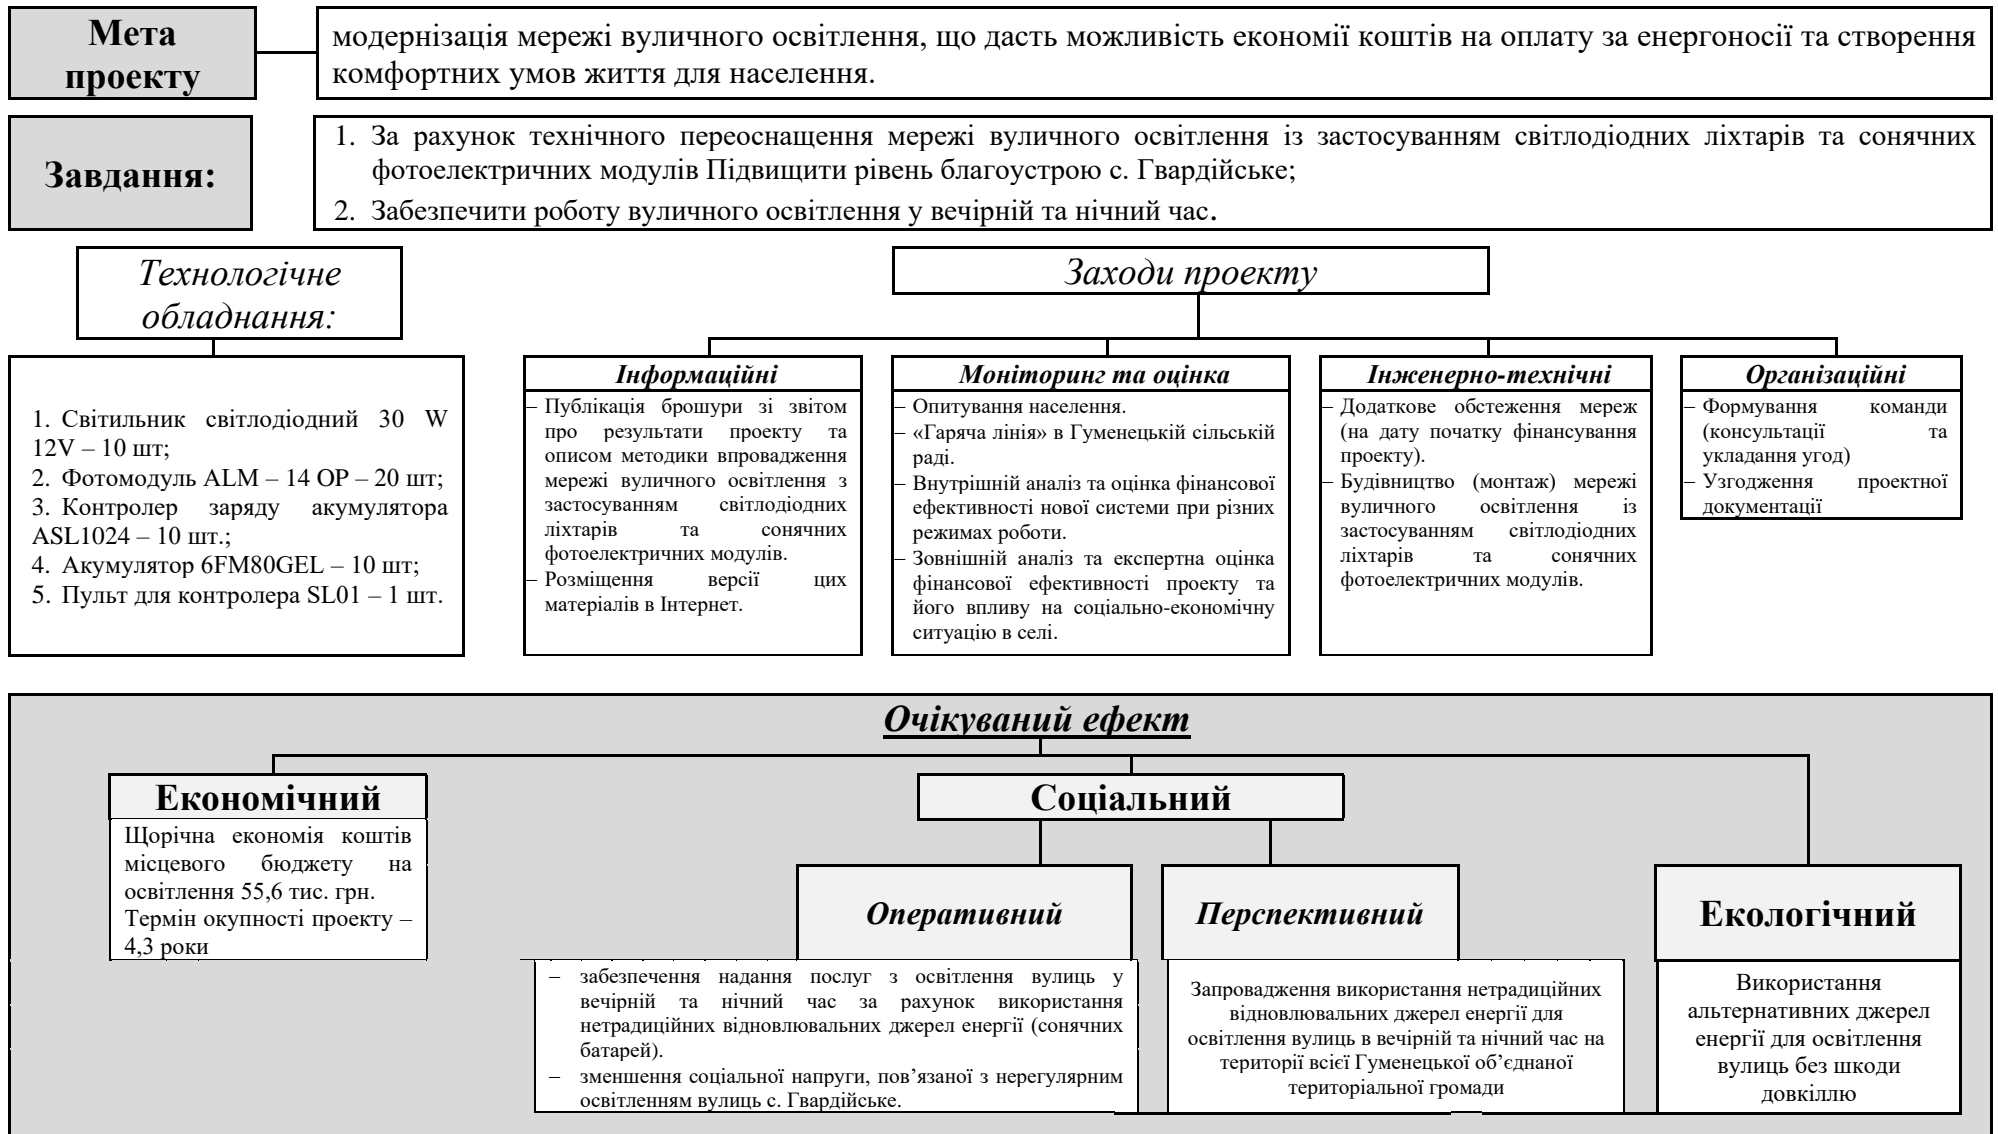 Мета
проекту
модернізація мережі вуличного освітлення, що дасть можливість економії коштів на оплату за енергоносії та створення
комфортних умов життя для населення.
Завдання:
1. За рахунок технічного переоснащення мережі вуличного освітлення із застосуванням світлодіодних ліхтарів та сонячних
фотоелектричних модулів Підвищити рівень благоустрою с. Гвардійське;
2. Забезпечити роботу вуличного освітлення у вечірній та нічний час.
Технологічне
обладнання:
1. Світильник світлодіодний 30 W
12V – 10 шт;
2. Фотомодуль ALM – 14 OP – 20 шт;
3. Контролер заряду акумулятора
ASL1024 – 10 шт.;
4. Акумулятор 6FM80GEL – 10 шт;
5. Пульт для контролера SL01 – 1 шт.
Заходи проекту
Інформаційні
– Публікація брошури зі звітом
про результати проекту та
описом методики впровадження
мережі вуличного освітлення з
застосуванням світлодіодних
ліхтарів та сонячних
фотоелектричних модулів.
– Розміщення версії цих
матеріалів в Інтернет.
Моніторинг та оцінка
– Опитування населення.
– «Гаряча лінія» в Гуменецькій сільській
раді.
– Внутрішній аналіз та оцінка фінансової
ефективності нової системи при різних
режимах роботи.
– Зовнішній аналіз та експертна оцінка
фінансової ефективності проекту та
його впливу на соціально-економічну
ситуацію в селі.
Інженерно-технічні
– Додаткове обстеження мереж
(на дату початку фінансування
проекту).
– Будівництво (монтаж) мережі
вуличного освітлення із
застосуванням світлодіодних
ліхтарів та сонячних
фотоелектричних модулів.
Організаційні
– Формування команди
(консультації та
укладання угод)
– Узгодження проектної
документації
Очікуваний ефект
Економічний
Щорічна економія коштів
місцевого бюджету на
освітлення 55,6 тис. грн.
Термін окупності проекту –
4,3 роки
Соціальний
Оперативний
– забезпечення надання послуг з освітлення вулиць у
вечірній та нічний час за рахунок використання
нетрадиційних відновлювальних джерел енергії (сонячних
батарей).
– зменшення соціальної напруги, пов’язаної з нерегулярним
освітленням вулиць с. Гвардійське.
Перспективний
Запровадження використання нетрадиційних
відновлювальних джерел енергії для
освітлення вулиць в вечірній та нічний час на
території всієї Гуменецької об’єднаної
територіальної громади
Екологічний
Використання
альтернативних джерел
енергії для освітлення
вулиць без шкоди
довкіллю